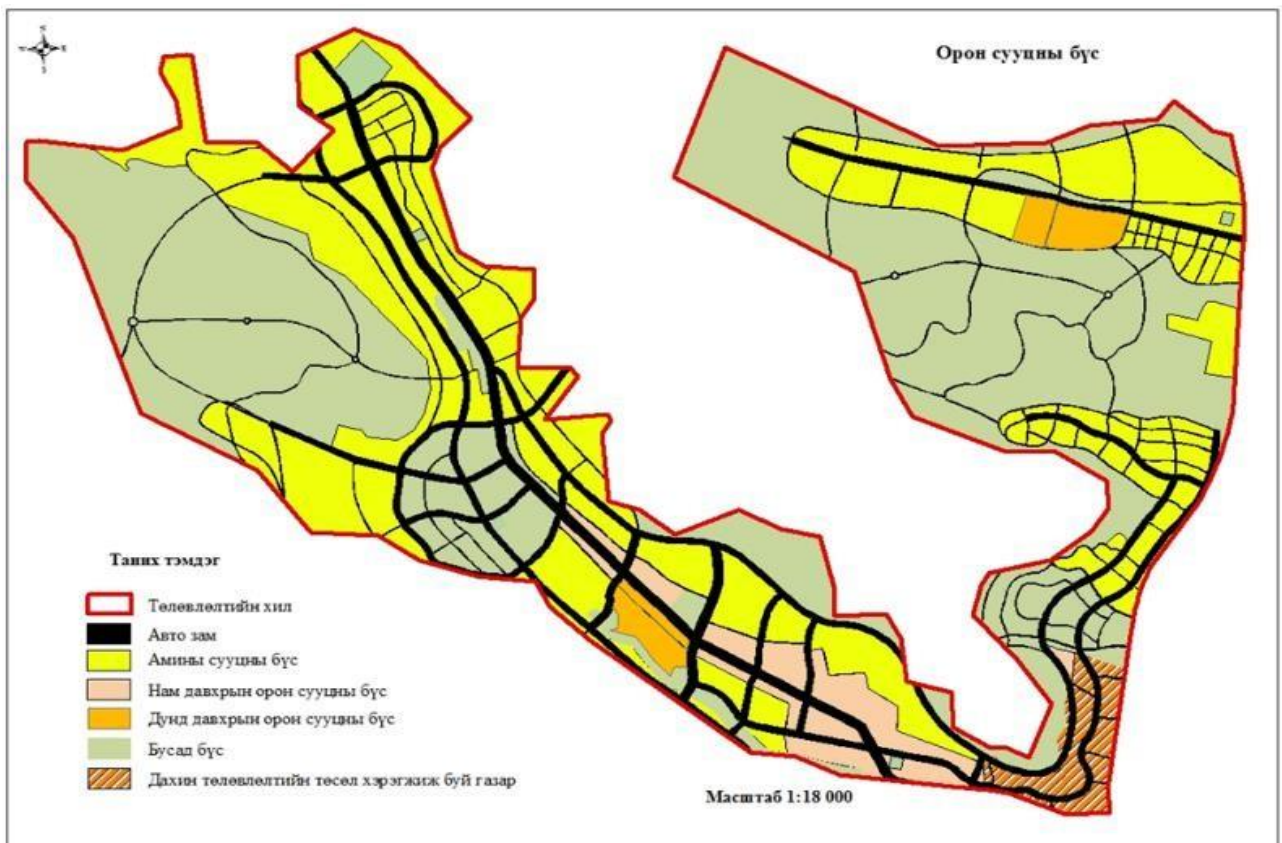 Орон сууцны бүс
Таних тэмдэг
Төлөвлөлтийн хил
Авто зам
Амины сууцны бүс
Нам давхрын орон сууцны бүс
Дунд давхрын орон сууцны бүс
Бусад бүс
Дахин төлөвлөлтийн төсөл хэрэгжиж буй газар
Масштаб 1:18 000